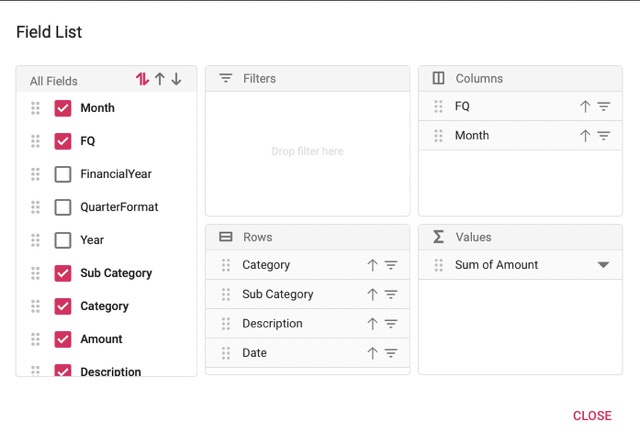 Field List
All Fields
Month
FQ
FinancialYear
QuarterFormat
Year
Sub Category
Category
Amount
Description
Filters
Drop filter here
Columns
FQ
Month
Rows
Category
Sub Category
Description
Date
Values
Sum of Amount
CLOSE